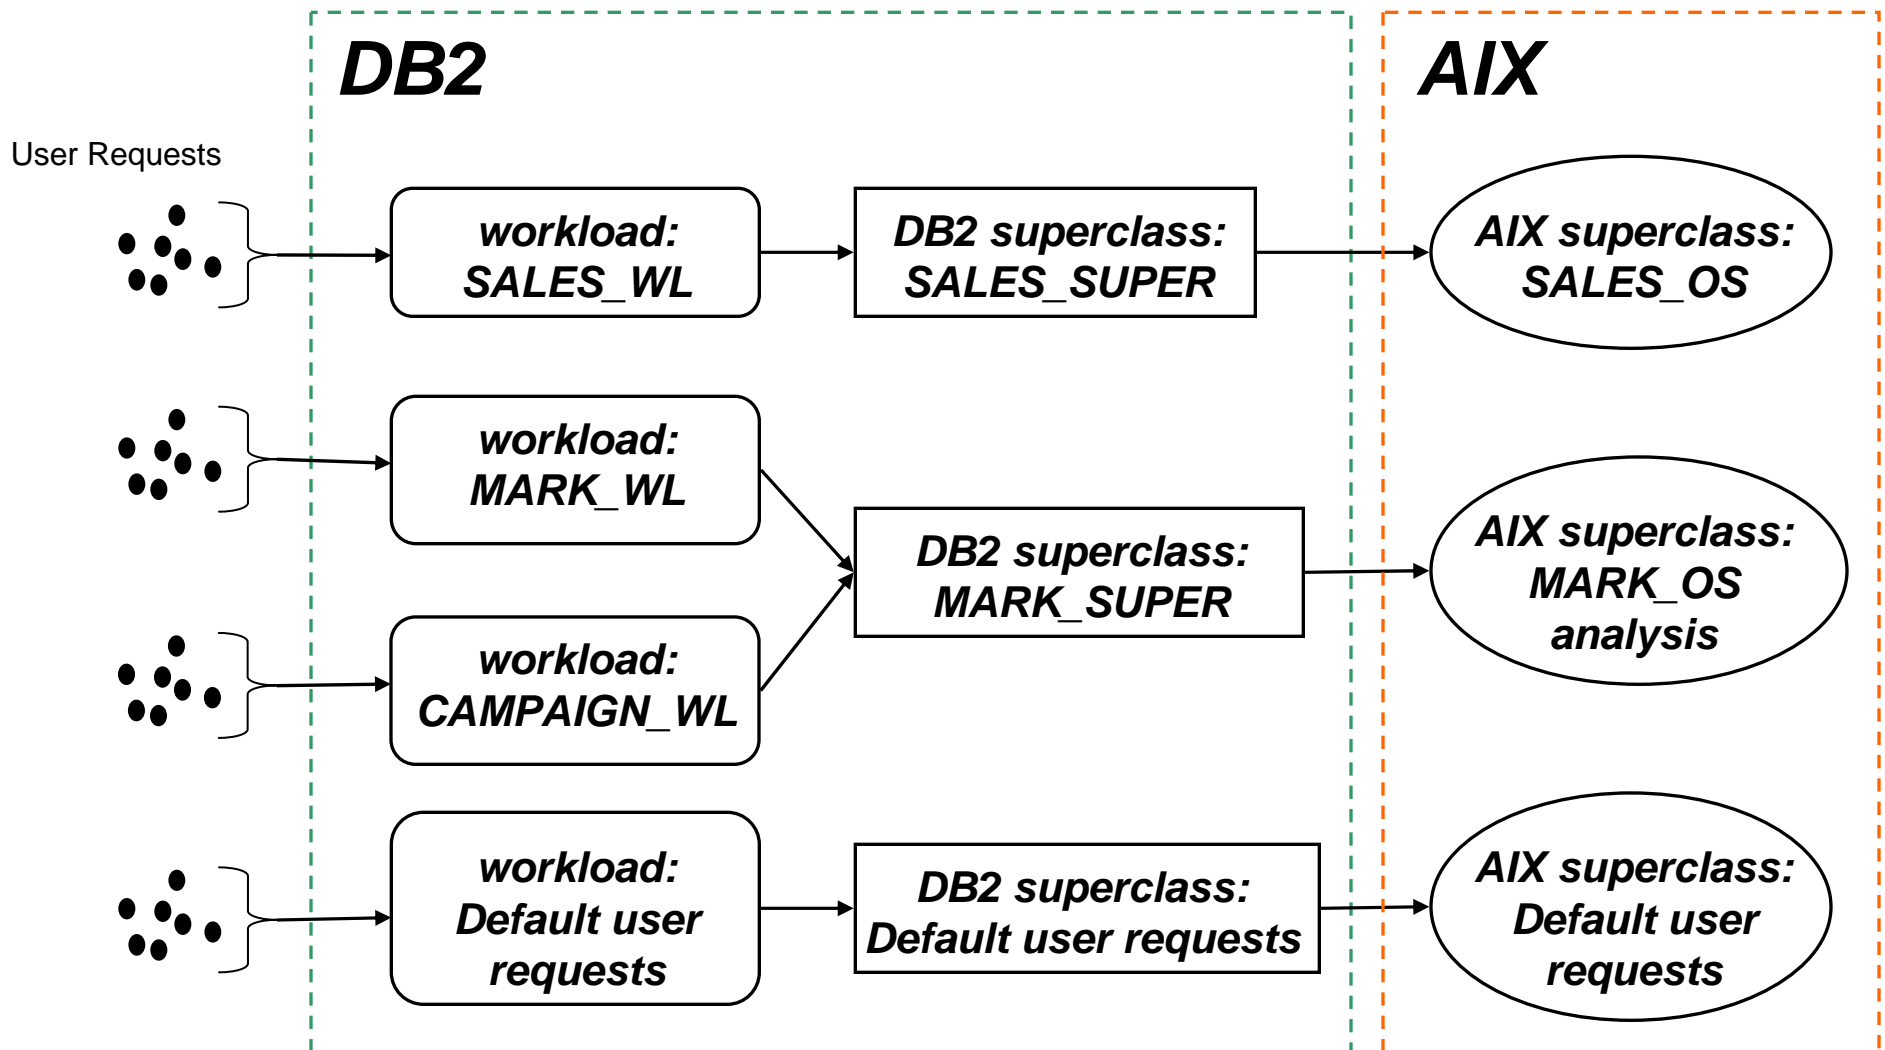 DB2
AIX
User Requests
workload:
SALES_WL
DB2 superclass:
SALES_SUPER
AIX superclass:
SALES_OS
workload:
MARK_WL
workload:
CAMPAIGN_WL
DB2 superclass:
MARK_SUPER
AIX superclass:
MARK_OS
analysis
workload:
Default user
requests
DB2 superclass:
Default user requests
AIX superclass:
Default user
requests